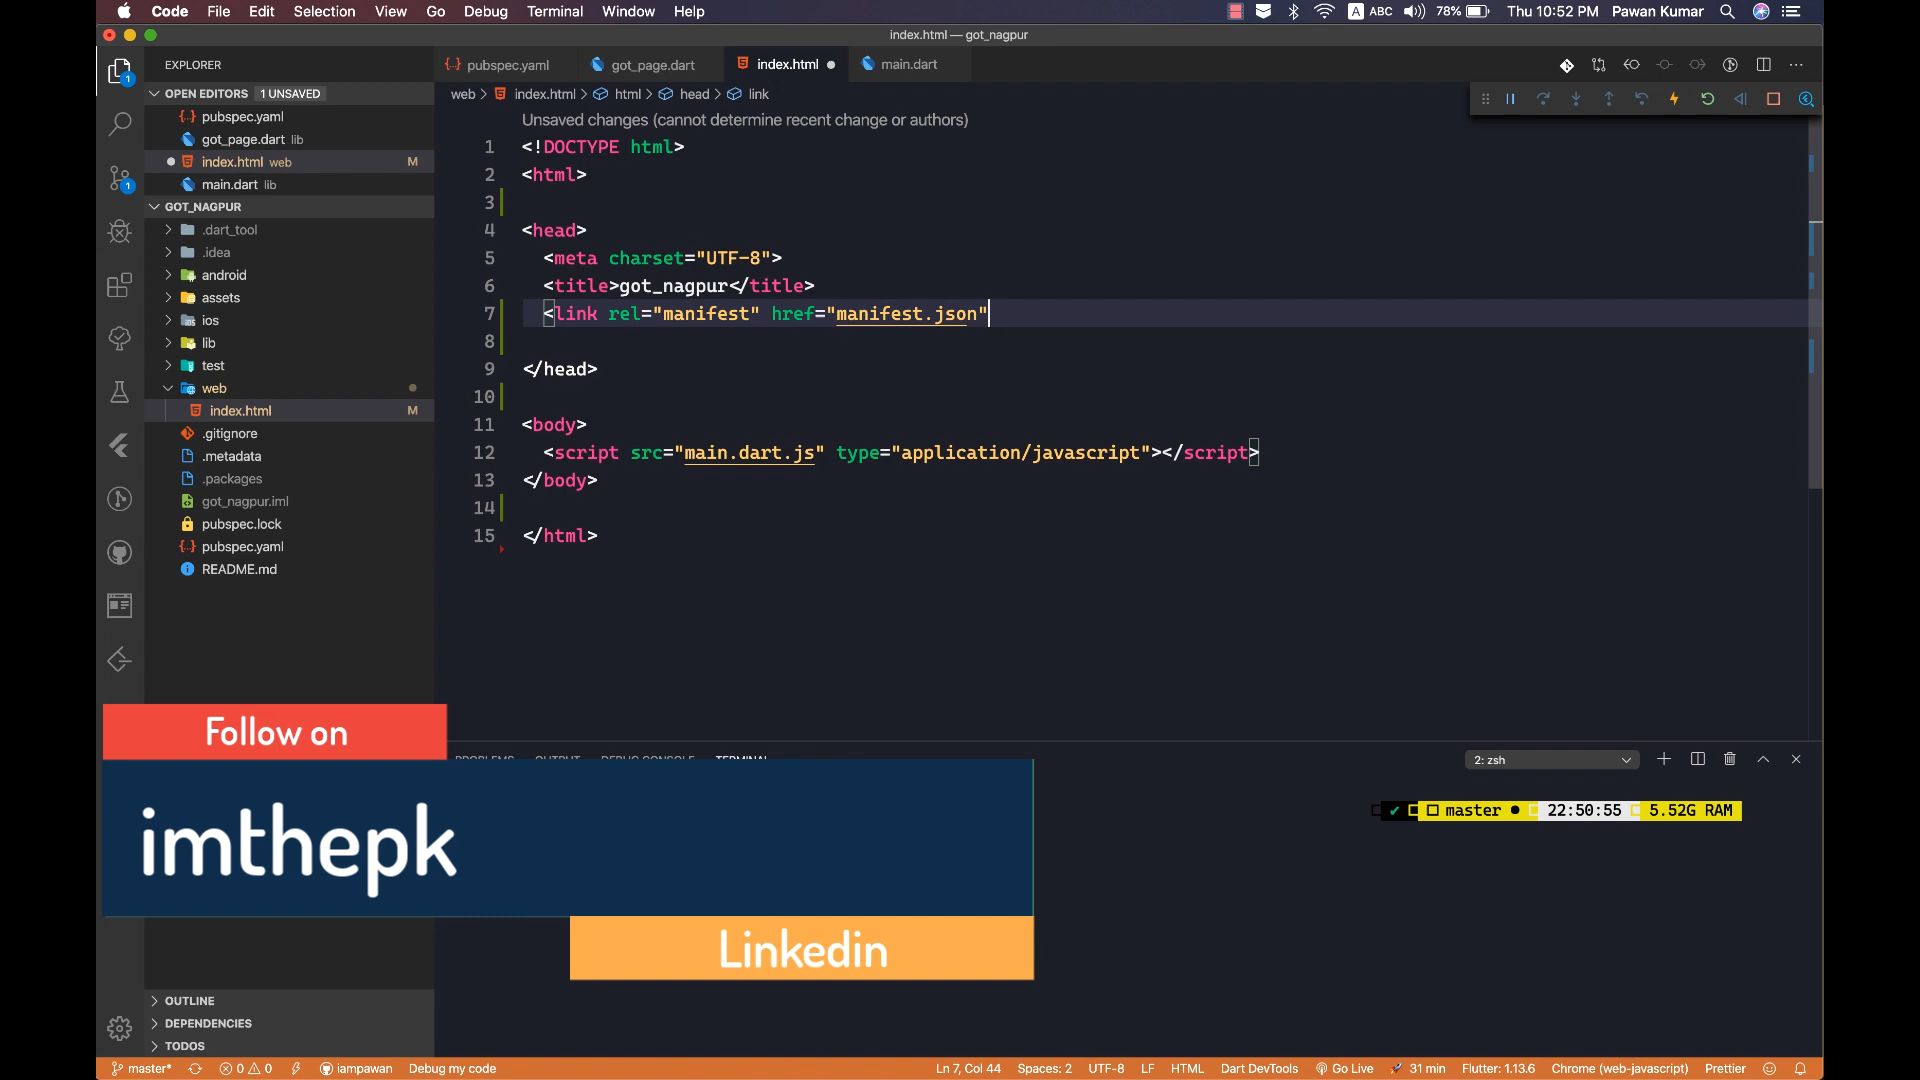 Code File Edit Selection View Go Debug Terminal Window Help
ABC 78% Thu 10:52 PM Pawan Kumar
index.html — got_nagpur
EXPLORER
OPEN EDITORS 1 UNSAVED
pubspec.yaml
got_page.dart lib
index.html web M
main.dart lib
GOT_NAGPUR
.dart_tool
.idea
android
assets
ios
lib
test
web
index.html M
.gitignore
.metadata
.packages
got_nagpur.iml
pubspec.lock
pubspec.yaml
README.md
OUTLINE
DEPENDENCIES
TODOS
pubspec.yaml got_page.dart index.html main.dart
web > index.html > html > head > link
Unsaved changes (cannot determine recent change or authors)
1 <!DOCTYPE html>
2 <html>
3
4 <head>
5 <meta charset="UTF-8">
6 <title>got_nagpur</title>
7 <link rel="manifest" href="manifest.json"
8
9 </head>
10
11 <body>
12 <script src="main.dart.js" type="application/javascript"></script>
13 </body>
14
15 </html>
PROBLEMS OUTPUT DEBUG CONSOLE TERMINAL
2: zsh
master 22:50:55 5.52G RAM
Follow on
imthepk
Linkedin
master* 0 0 iampawan Debug my code Ln 7, Col 44 Spaces: 2 UTF-8 LF HTML Dart DevTools Go Live 31 min Flutter: 1.13.6 Chrome (web-javascript) Prettier